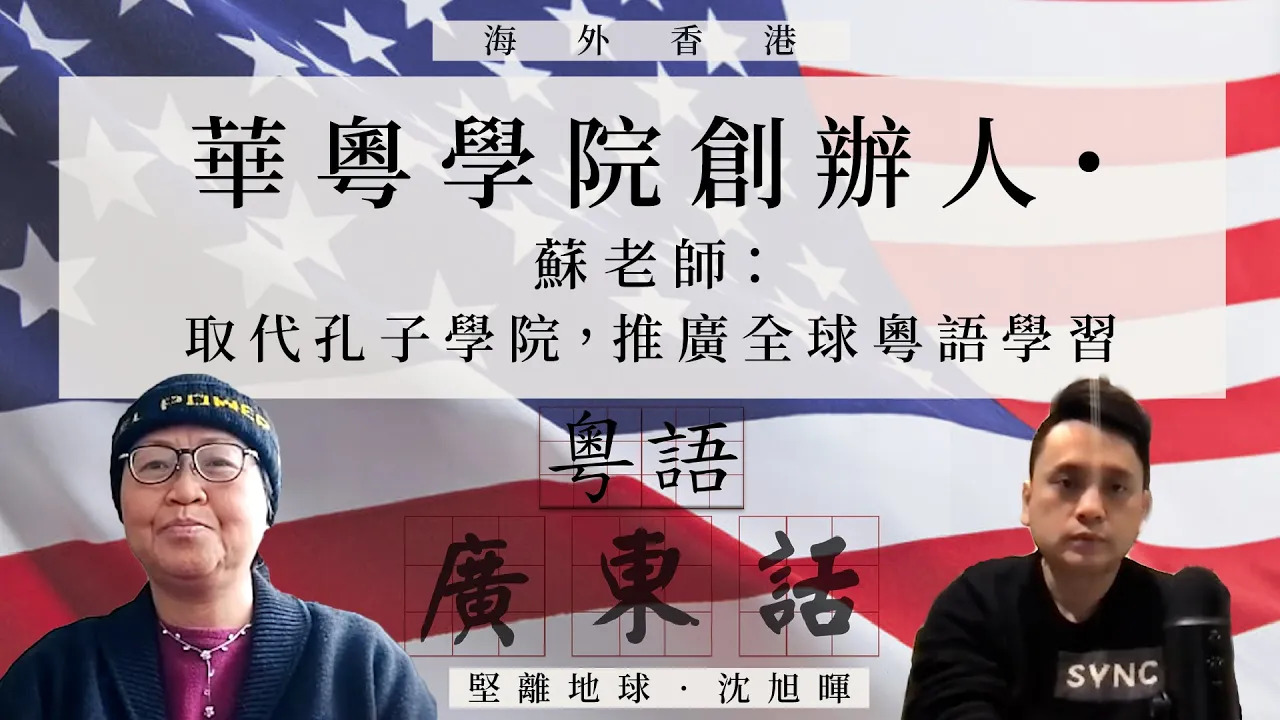 海外香港
華粵學院創辦人・
蘇老師：
取代孔子學院，推廣全球粵語學習
粵語
廣東話
堅離地球・沈旭暉
POWER
SYNC